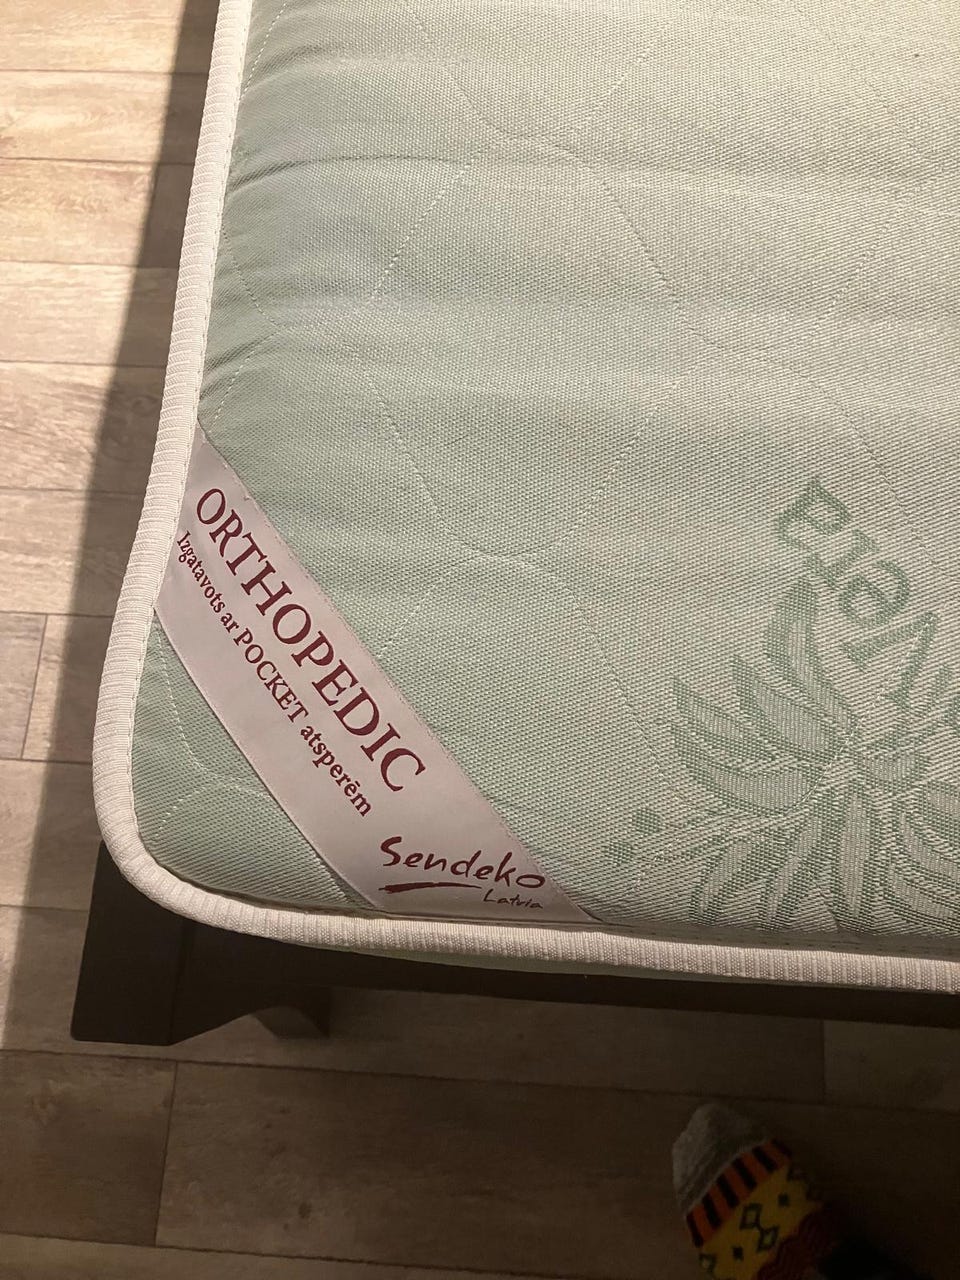 ORTHOPEDIC
Izgatavots ar POCKET atsperēm
Sendeko
Latvia